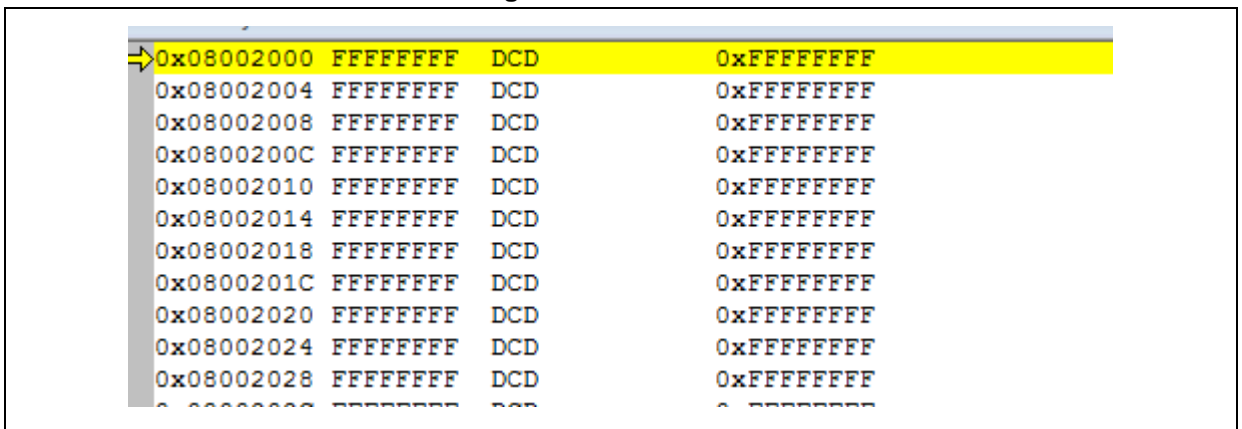 0x08002000 FFFFFFFF DCD 0xFFFFFFFF
0x08002004 FFFFFFFF DCD 0xFFFFFFFF
0x08002008 FFFFFFFF DCD 0xFFFFFFFF
0x0800200C FFFFFFFF DCD 0xFFFFFFFF
0x08002010 FFFFFFFF DCD 0xFFFFFFFF
0x08002014 FFFFFFFF DCD 0xFFFFFFFF
0x08002018 FFFFFFFF DCD 0xFFFFFFFF
0x0800201C FFFFFFFF DCD 0xFFFFFFFF
0x08002020 FFFFFFFF DCD 0xFFFFFFFF
0x08002024 FFFFFFFF DCD 0xFFFFFFFF
0x08002028 FFFFFFFF DCD 0xFFFFFFFF